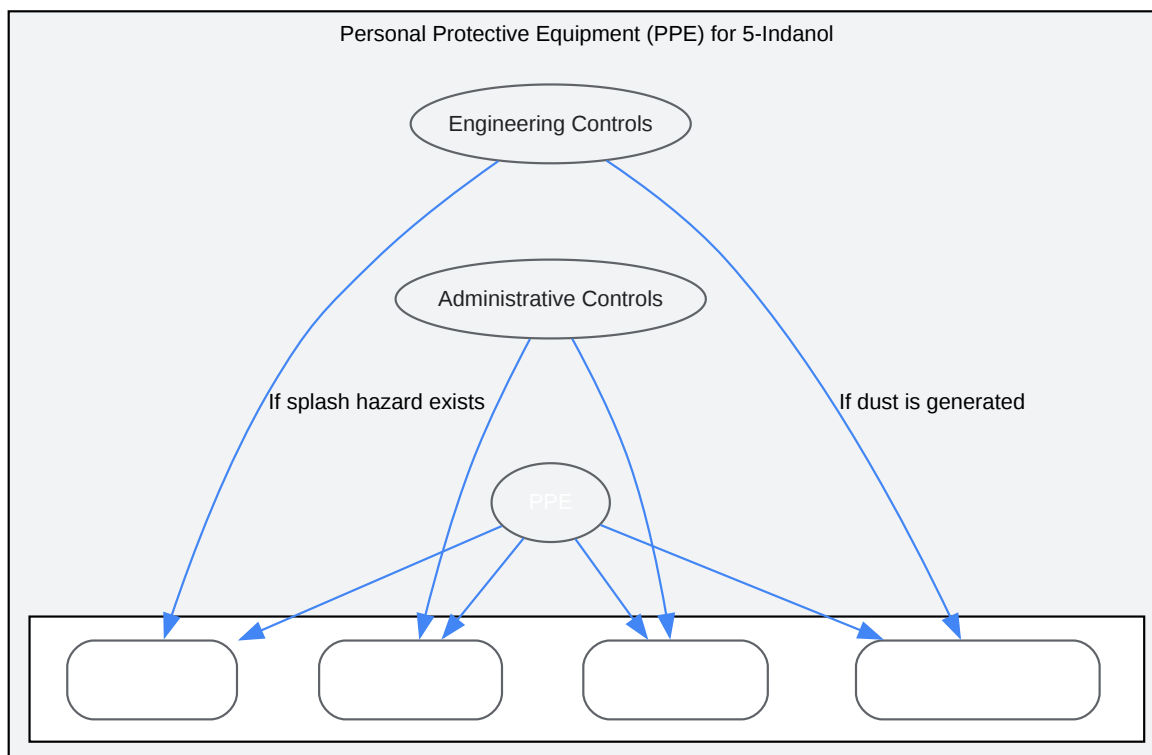 Personal Protective Equipment (PPE) for 5-Indanol
Engineering Controls
Administrative Controls
If splash hazard exists
If dust is generated
PPE